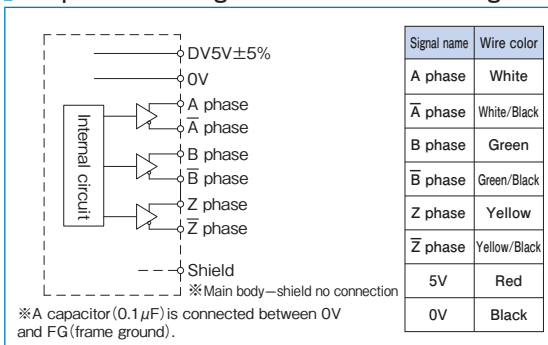 DV5V±5%
0V
A phase
A̅ phase
B phase
B̅ phase
Z phase
Z̅ phase
Internal circuit
Shield
※Main body—shield no connection
※A capacitor(0.1μF)is connected between 0V
and FG(frame ground).
Signal name Wire color
A phase White
A̅ phase White/Black
B phase Green
B̅ phase Green/Black
Z phase Yellow
Z̅ phase Yellow/Black
5V Red
0V Black